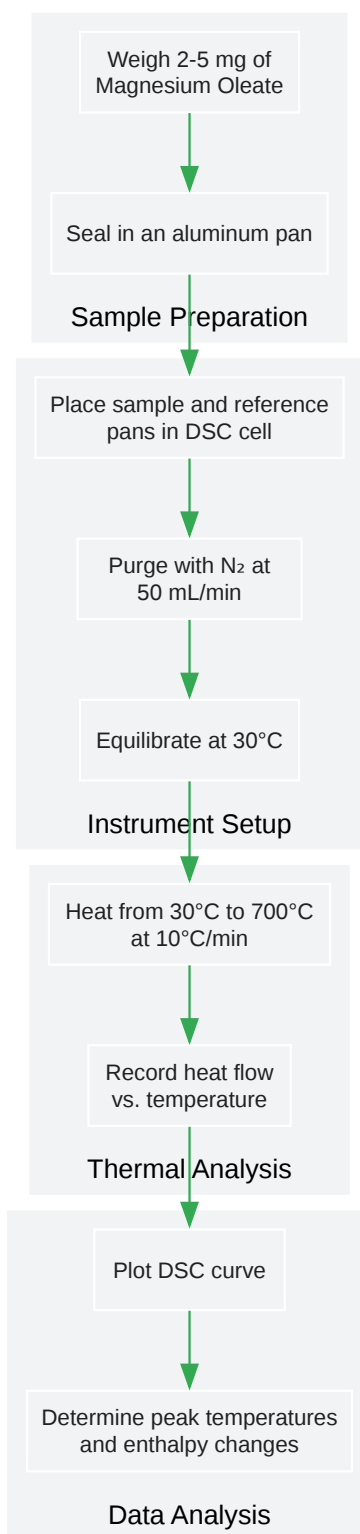 Weigh 2-5 mg of
Magnesium Oleate
Seal in an aluminum pan
Sample Preparation
Place sample and reference
pans in DSC cell
Purge with N₂ at
50 mL/min
Equilibrate at 30°C
Instrument Setup
Heat from 30°C to 700°C
at 10°C/min
Record heat flow
vs. temperature
Thermal Analysis
Plot DSC curve
Determine peak temperatures
and enthalpy changes
Data Analysis